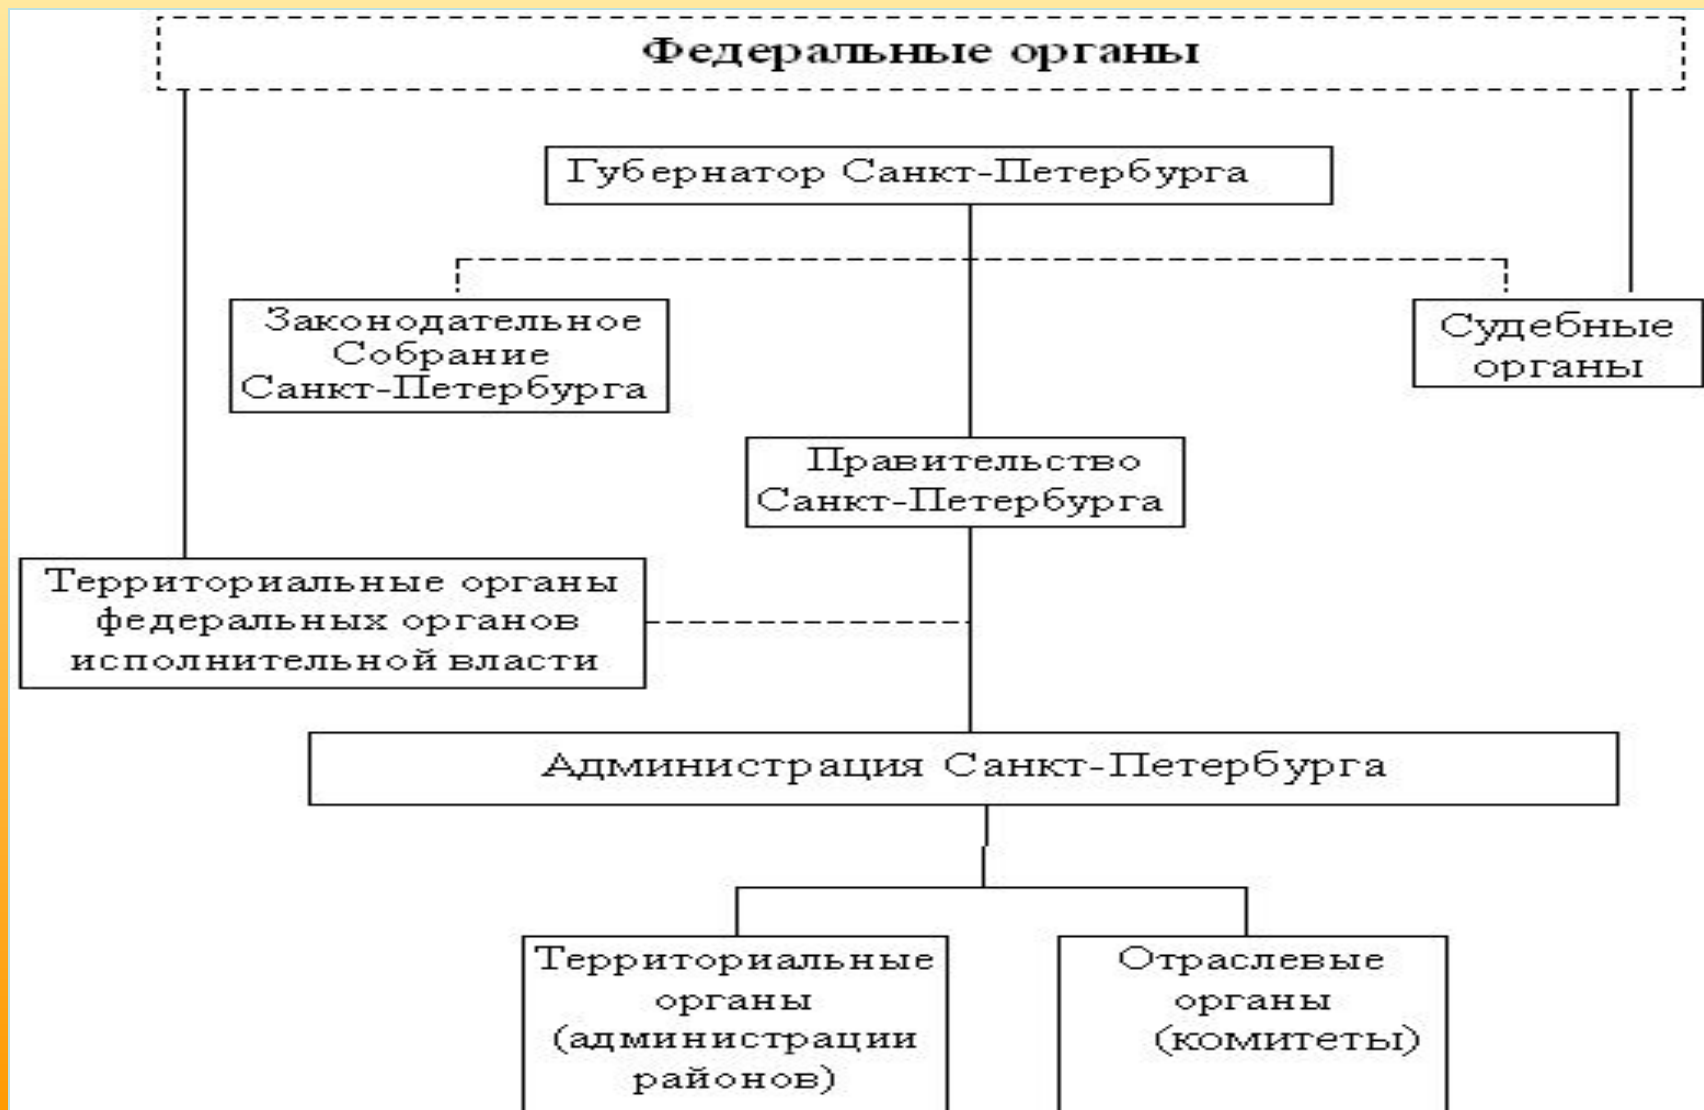 Федеральные органы
Губернатор Санкт-Петербурга
Законодательное
Собрание
Санкт-Петербурга
Судебные
органы
Правительство
Санкт-Петербурга
Территориальные органы
федеральных органов
исполнительной власти
Администрация Санкт-Петербурга
Территориальные
органы
(администрации
районов)
Отраслевые
органы
(комитеты)